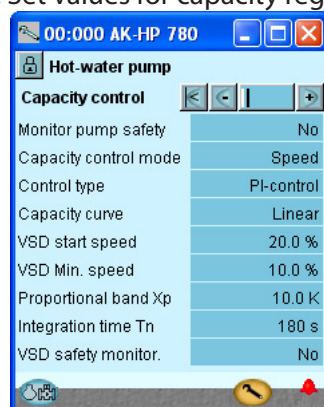 Set values for capacity reg
00:000 AK-HP 780
Hot-water pump
Capacity control
Monitor pump safety No
Capacity control mode Speed
Control type PI-control
Capacity curve Linear
VSD start speed 20.0 %
VSD Min. speed 10.0 %
Proportional band Xp 10.0 K
Integration time Tn 180 s
VSD safety monitor. No